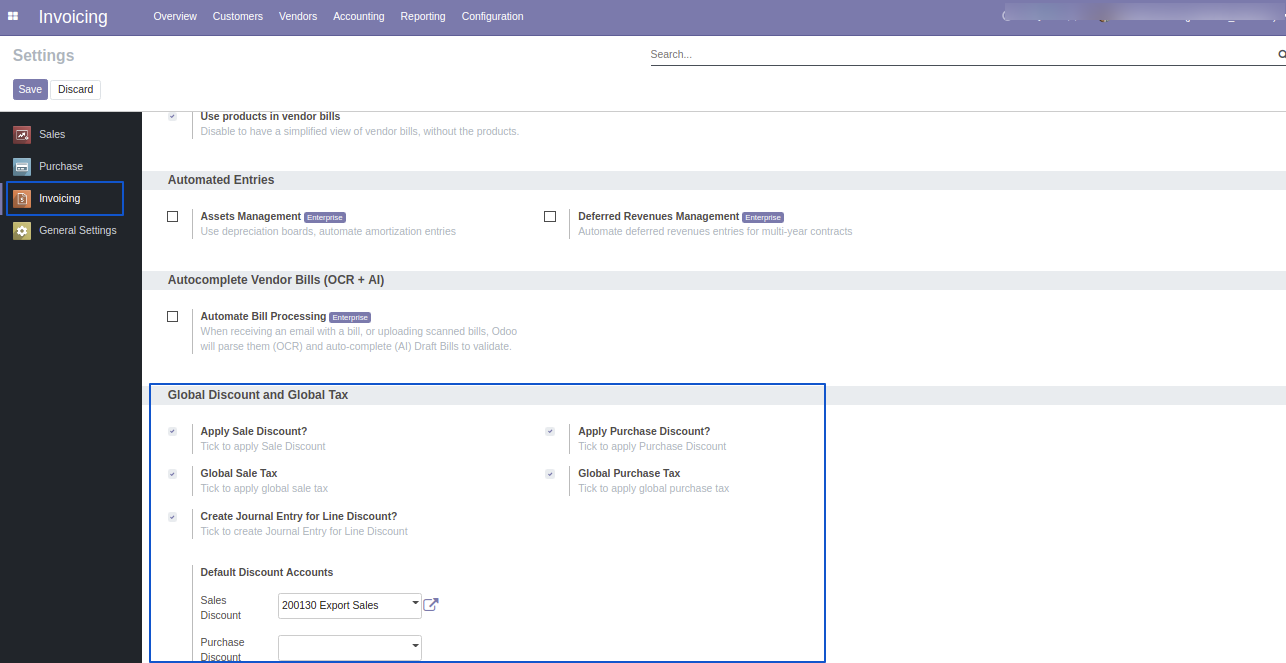 Invoicing
Overview Customers Vendors Accounting Reporting Configuration
Settings
Search...
Save Discard
Sales
Purchase
Invoicing
General Settings
Use products in vendor bills
Disable to have a simplified view of vendor bills, without the products.
Automated Entries
Assets Management Enterprise
Use depreciation boards, automate amortization entries
Deferred Revenues Management Enterprise
Automate deferred revenues entries for multi-year contracts
Autocomplete Vendor Bills (OCR + AI)
Automate Bill Processing Enterprise
When receiving an email with a bill, or uploading scanned bills, Odoo
will parse them (OCR) and auto-complete (AI) Draft Bills to validate.
Global Discount and Global Tax
Apply Sale Discount?
Tick to apply Sale Discount
Apply Purchase Discount?
Tick to apply Purchase Discount
Global Sale Tax
Tick to apply global sale tax
Global Purchase Tax
Tick to apply global purchase tax
Create Journal Entry for Line Discount?
Tick to create Journal Entry for Line Discount
Default Discount Accounts
Sales
Discount
200130 Export Sales
Purchase
Discount